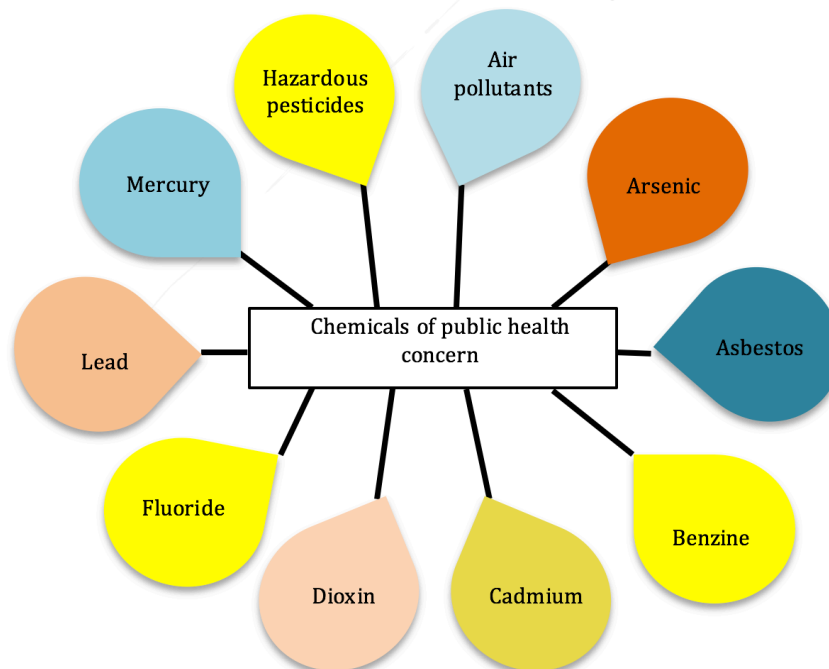 Hazardous
pesticides
Air
pollutants
Mercury
Arsenic
Chemicals of public health
concern
Lead
Asbestos
Fluoride
Benzine
Dioxin
Cadmium